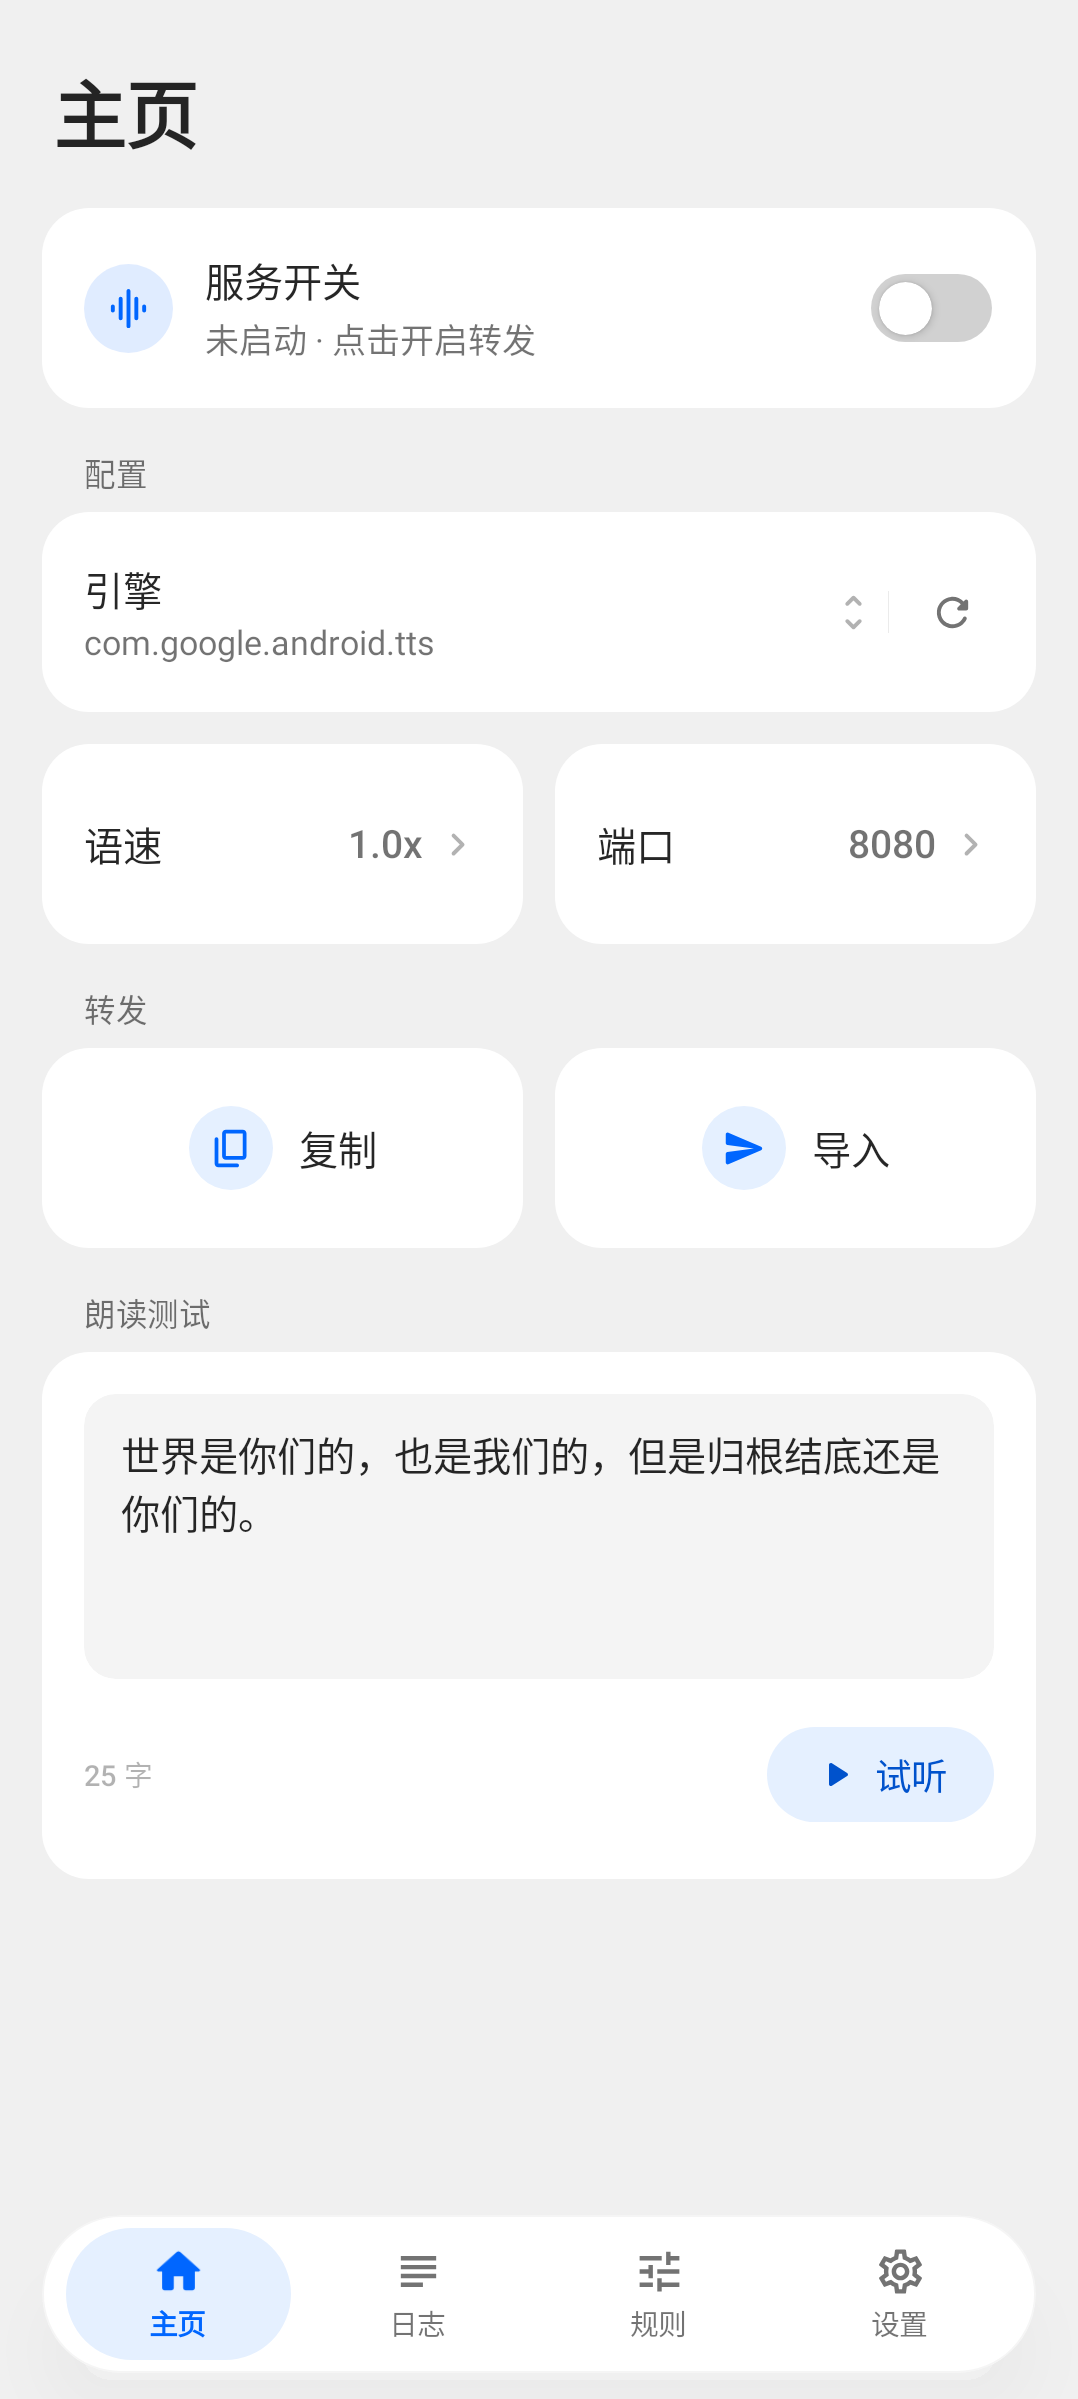 主页
服务开关
未启动 · 点击开启转发
配置
引擎
com.google.android.tts
语速 1.0x
端口 8080
转发
复制
导入
朗读测试
世界是你们的，也是我们的，但是归根结底还是
你们的。
25 字
试听
主页
日志
规则
设置